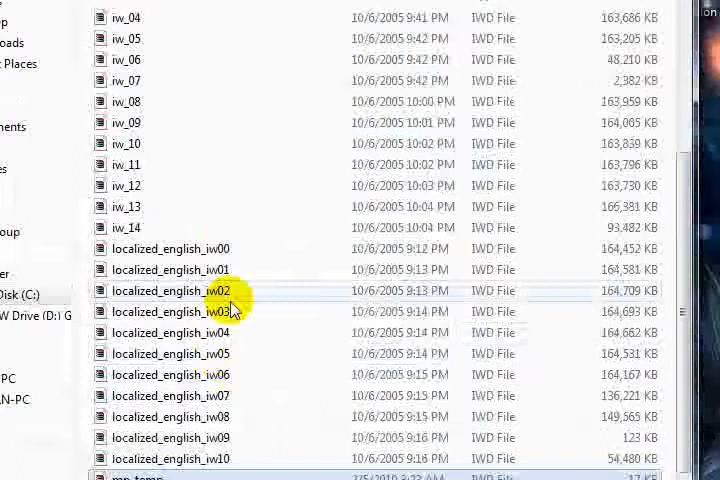 lon
iw_04 10/6/2005 9:41 PM IWD File 163,686 KB
p
iw_05 10/6/2005 9:42 PM IWD File 163,205 KB
oads
iw_06 10/6/2005 9:42 PM IWD File 48,210 KB
t Places
iw_07 10/6/2005 9:42 PM IWD File 2,382 KB
iw_08 10/6/2005 10:00 PM IWD File 163,959 KB
iw_09 10/6/2005 10:01 PM IWD File 164,065 KB
ments
iw_10 10/6/2005 10:02 PM IWD File 163,839 KB
iw_11 10/6/2005 10:02 PM IWD File 163,796 KB
s
iw_12 10/6/2005 10:03 PM IWD File 163,730 KB
iw_13 10/6/2005 10:04 PM IWD File 165,381 KB
iw_14 10/6/2005 10:04 PM IWD File 93,482 KB
oup
localized_english_iw00 10/6/2005 9:12 PM IWD File 164,452 KB
localized_english_iw01 10/6/2005 9:13 PM IWD File 164,581 KB
er
localized_english_iw02 10/6/2005 9:13 PM IWD File 164,709 KB
Disk (C:)
localized_english_iw03 10/6/2005 9:14 PM IWD File 164,693 KB
W Drive (D:) G
localized_english_iw04 10/6/2005 9:14 PM IWD File 164,662 KB
localized_english_iw05 10/6/2005 9:14 PM IWD File 164,531 KB
localized_english_iw06 10/6/2005 9:15 PM IWD File 164,167 KB
PC
localized_english_iw07 10/6/2005 9:15 PM IWD File 136,221 KB
N-PC
localized_english_iw08 10/6/2005 9:15 PM IWD File 149,565 KB
localized_english_iw09 10/6/2005 9:16 PM IWD File 123 KB
localized_english_iw10 10/6/2005 9:16 PM IWD File 54,480 KB
mp_temp 2/5/2010 9:23 AM IWD File 17 KB